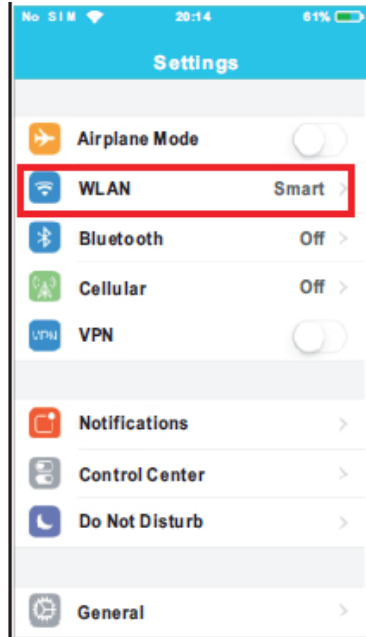 No SIM 20:14 61%
Settings
Airplane Mode
WLAN Smart
Bluetooth Off
Cellular Off
VPN VPN
Notifications
Control Center
Do Not Disturb
General